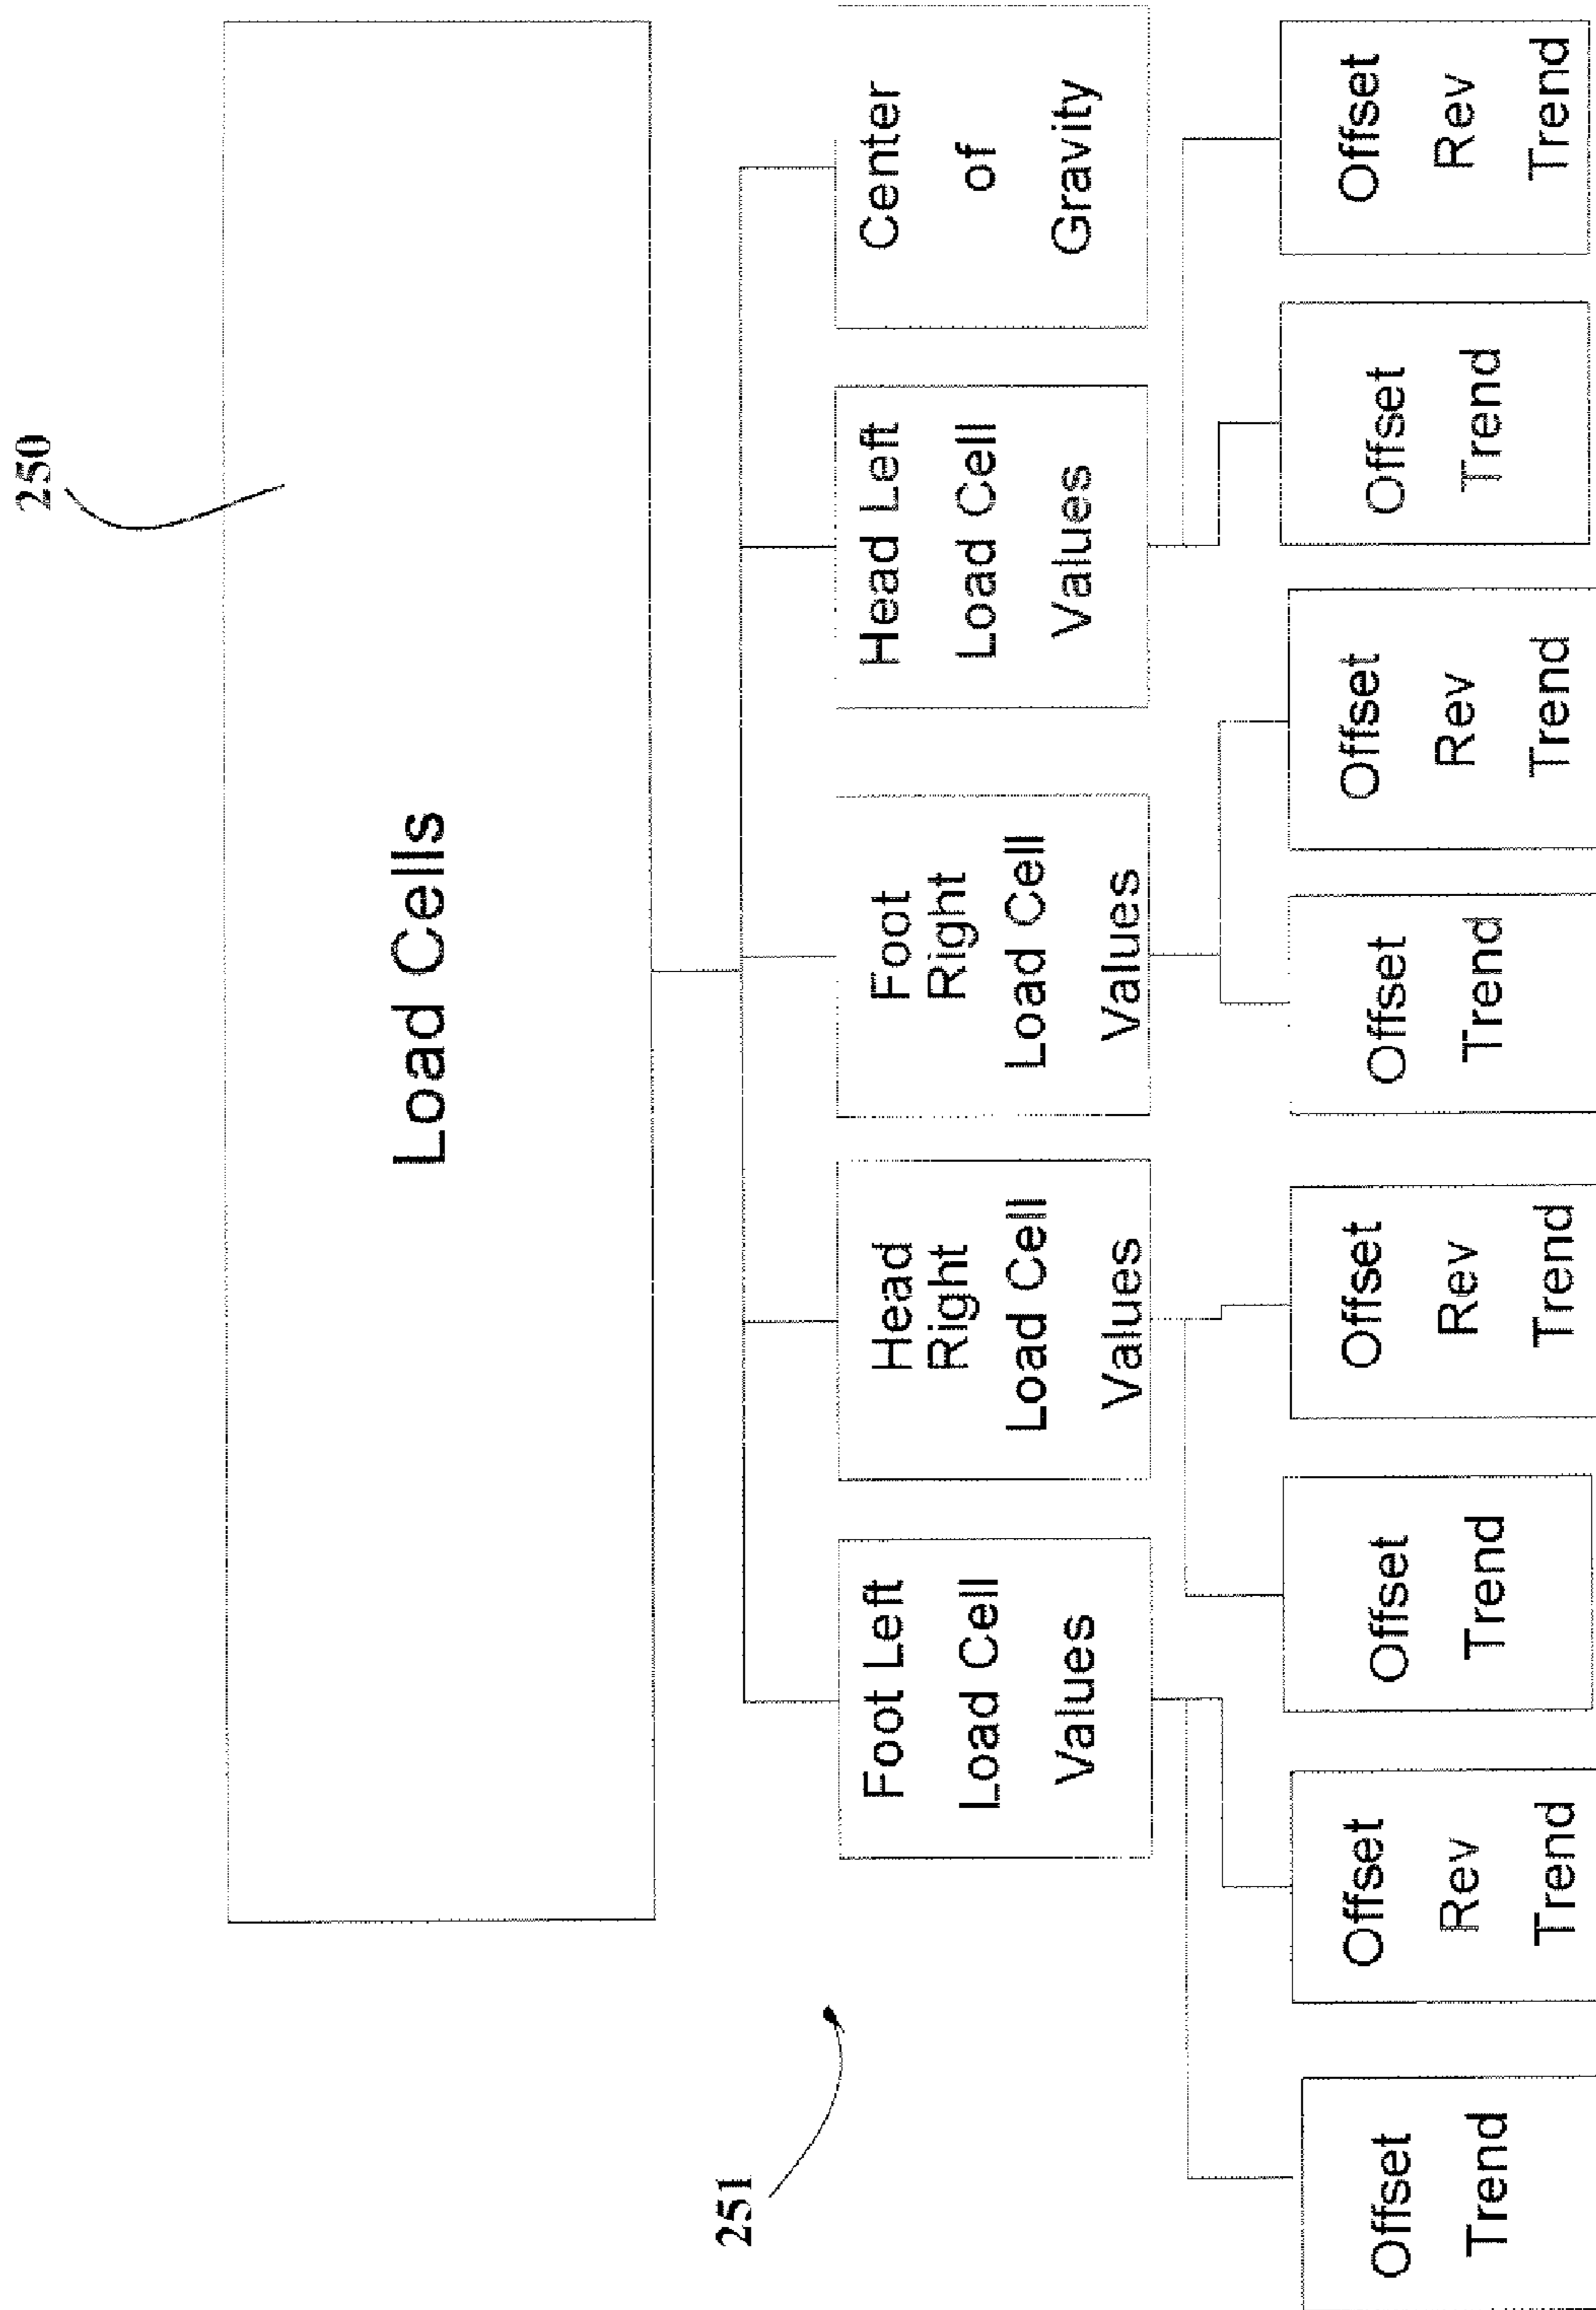 250
Load Cells
251
Foot Left
Load Cell
Values
Head
Right
Load Cell
Values
Foot
Right
Load Cell
Values
Head Left
Load Cell
Values
Center
of
Gravity
Offset
Trend
Offset
Rev
Trend
Offset
Trend
Offset
Rev
Trend
Offset
Trend
Offset
Rev
Trend
Offset
Trend
Offset
Rev
Trend